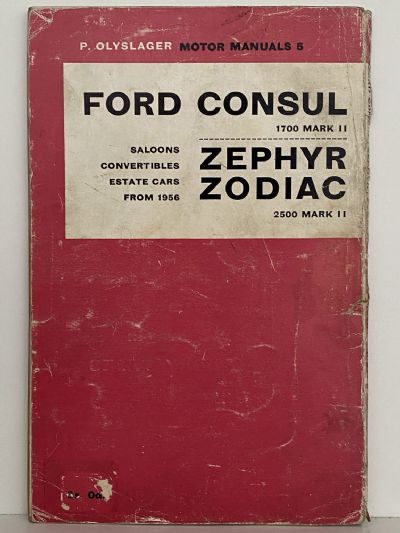 P. OLYSLAGER MOTOR MANUALS 5
FORD CONSUL
1700 MARK II
SALOONS
CONVERTIBLES
ESTATE CARS
FROM 1956
ZEPHYR
ZODIAC
2500 MARK II